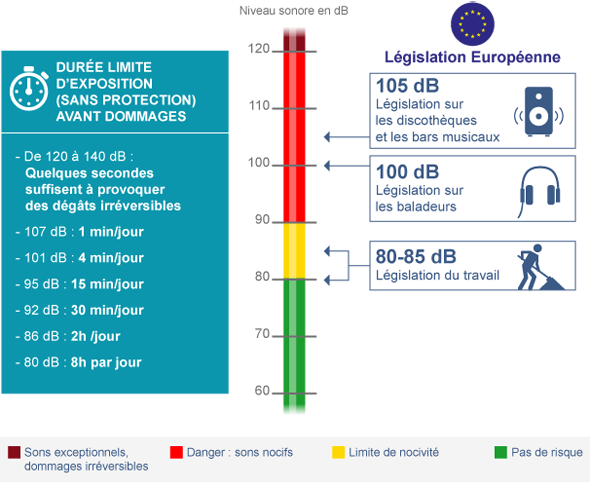 Niveau sonore en dB
DURÉE LIMITE
D'EXPOSITION
(SANS PROTECTION)
AVANT DOMMAGES
- De 120 à 140 dB :
Quelques secondes
suffisent à provoquer
des dégâts irréversibles
- 107 dB : 1 min/jour
- 101 dB : 4 min/jour
- 95 dB : 15 min/jour
- 92 dB : 30 min/jour
- 86 dB : 2h /jour
- 80 dB : 8h par jour
120
110
100
90
80
70
60
Législation Européenne
105 dB
Législation sur
les discothèques
et les bars musicaux
100 dB
Législation sur
les baladeurs
80-85 dB
Législation du travail
Sons exceptionnels,
dommages irréversibles
Danger : sons nocifs
Limite de nocivité
Pas de risque